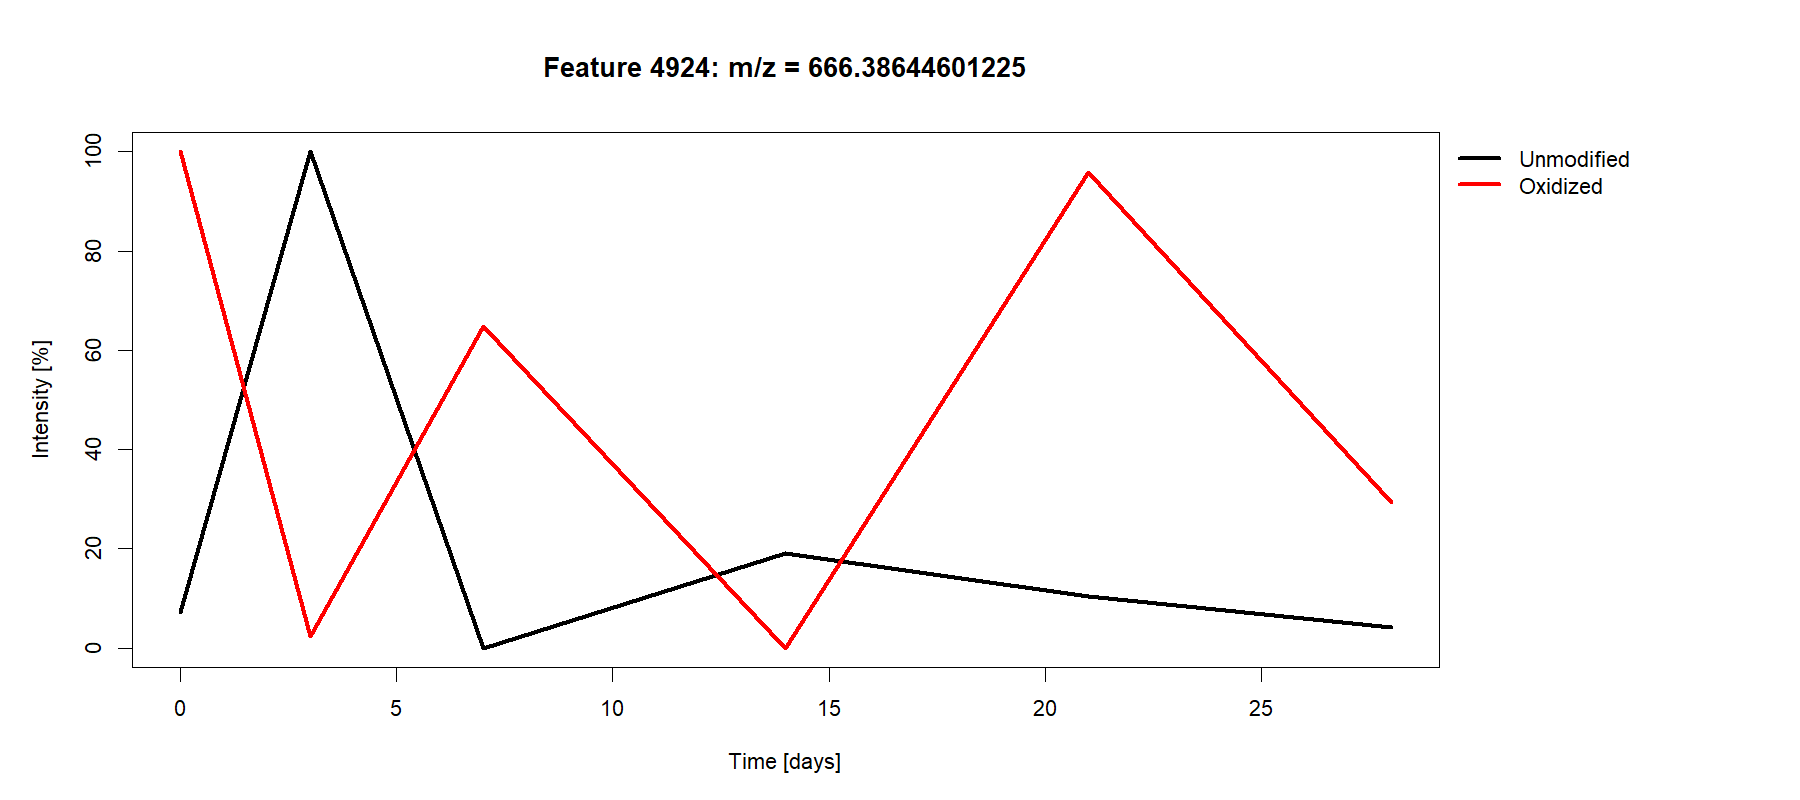 Feature 4924: m/z = 666.38644601225
Unmodified
Oxidized
Intensity [%]
100
80
60
40
20
0
0 5 10 15 20 25
Time [days]